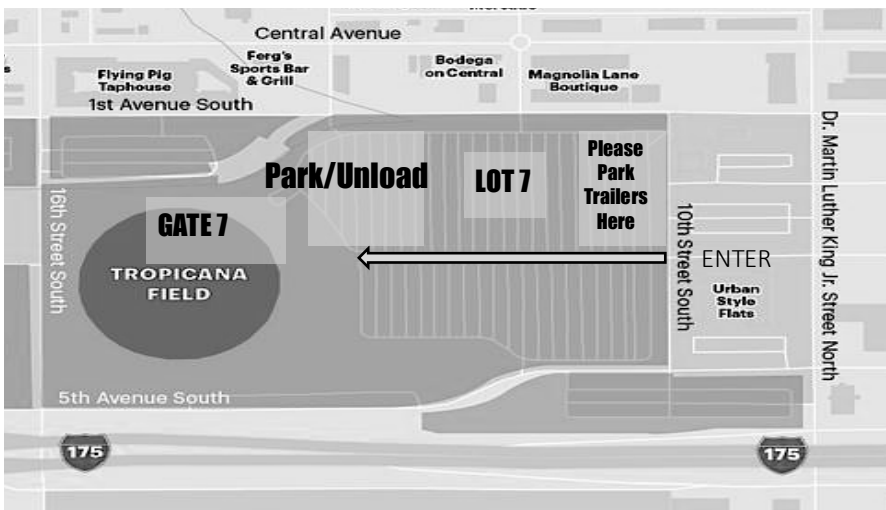 Central Avenue
Ferg's
Sports Bar
& Grill
Bodega
on Central
Flying Pig
Taphouse
Magnolia Lane
Boutique
1st Avenue South
Please
Park
Trailers
Here
Park/Unload
LOT 7
Dr. Martin Luther King Jr. Street North
16th Street South
GATE 7
10th Street South
ENTER
TROPICANA
FIELD
Urban
Style
Flats
5th Avenue South
175
175